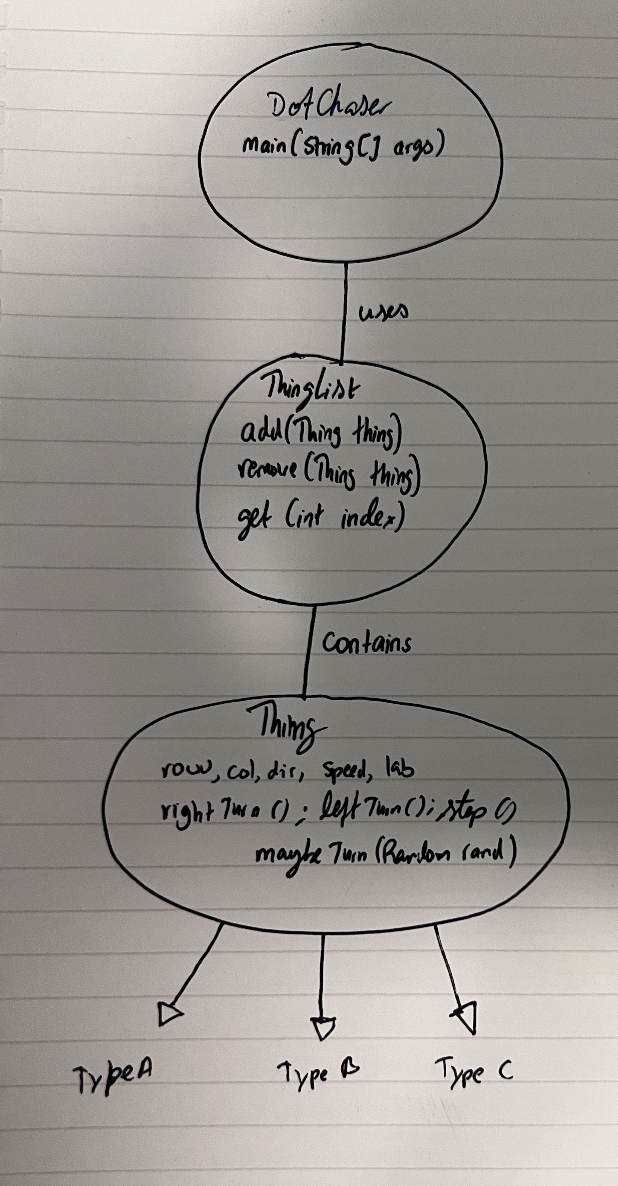 DotChaser
main(String[] args)
uses
ThingList
add(Thing thing)
remove(Thing thing)
get (int index)
Contains
Thing
row, col, dir, speed, lab
rightTurn(); leftTurn(); step()
maybeTurn(Random rand)
TypeA
Type B
Type C